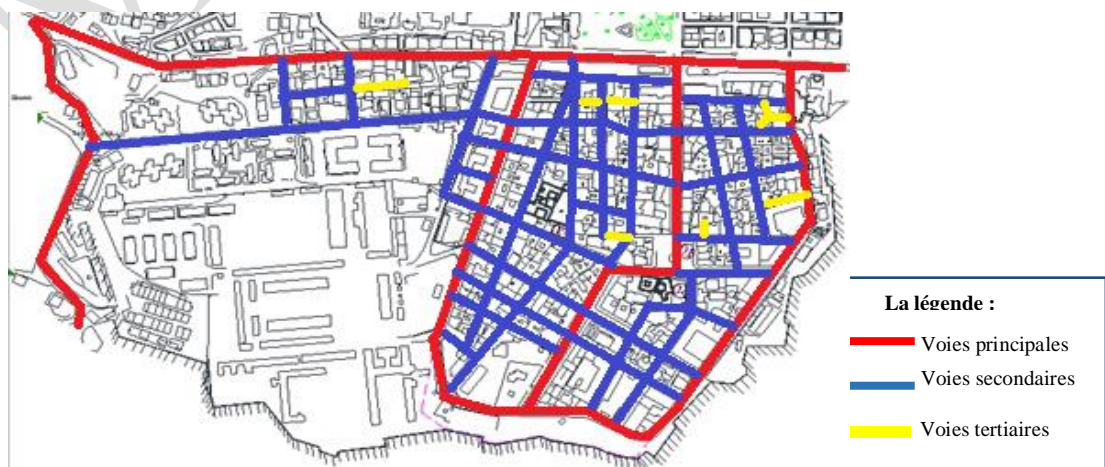 La légende :
Voies principales
Voies secondaires
Voies tertiaires